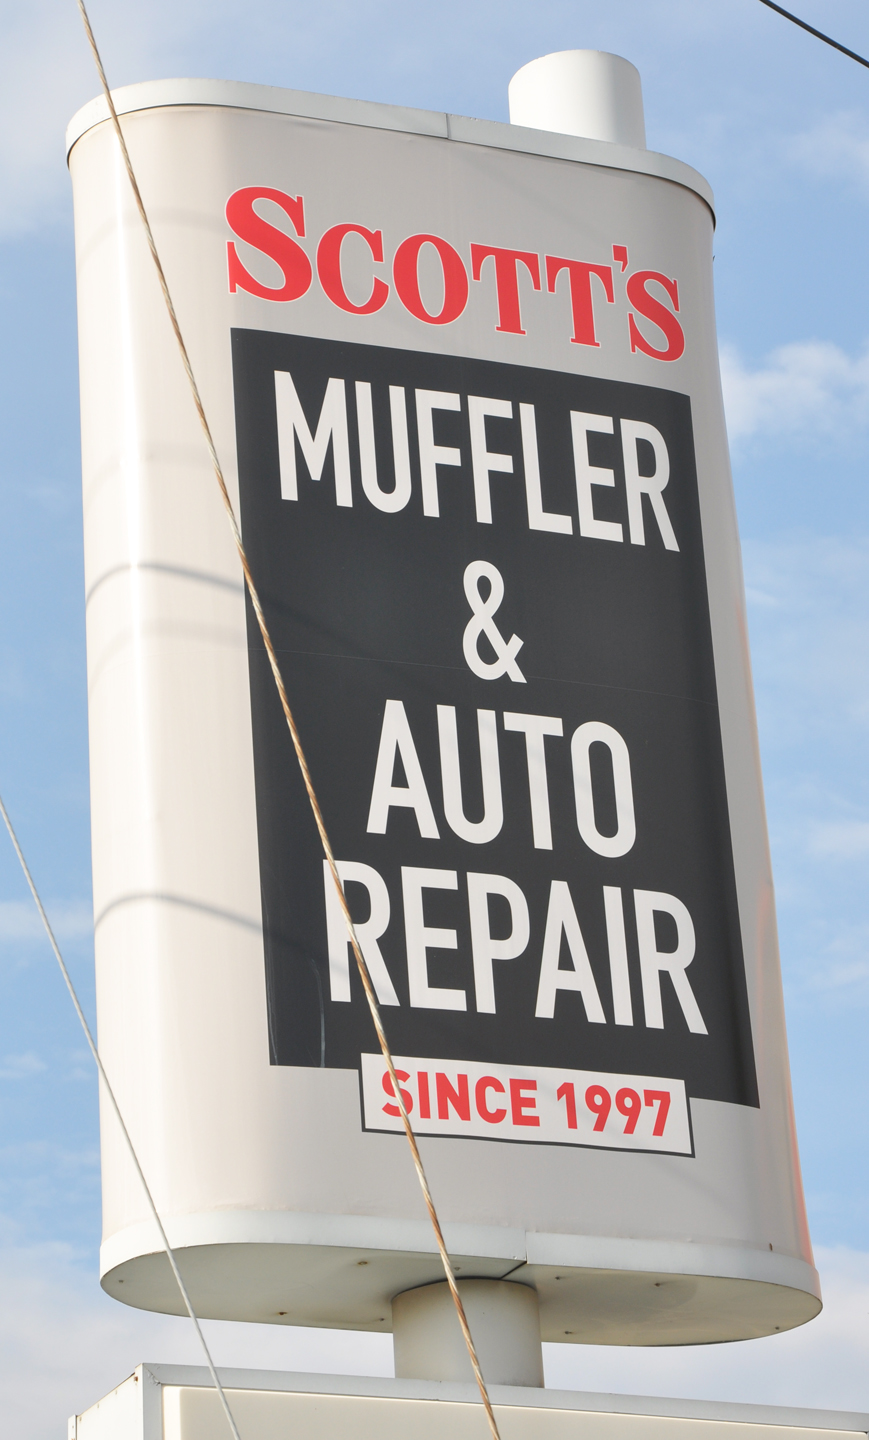 SCOTT'S
MUFFLER
&
AUTO
REPAIR
SINCE 1997